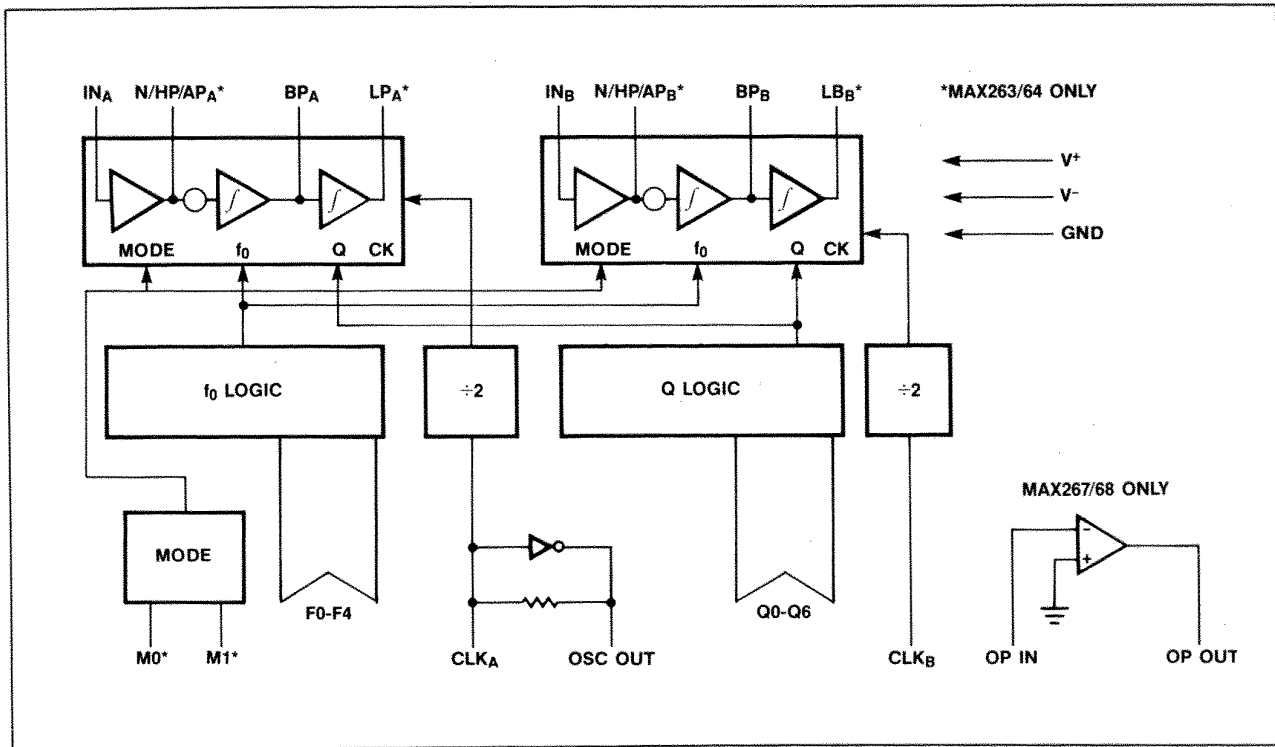 IN_A N/HP/AP_A* BP_A LP_A* IN_B N/HP/AP_B* BP_B LB_B* *MAX263/64 ONLY
V+
V−
GND
∫ ∫ ∫ ∫
MODE f₀ Q CK MODE f₀ Q CK
f₀ LOGIC ÷2 Q LOGIC ÷2
MAX267/68 ONLY
MODE
−
+
F0-F4 Q0-Q6
M0* M1* CLK_A OSC OUT CLK_B OP IN OP OUT